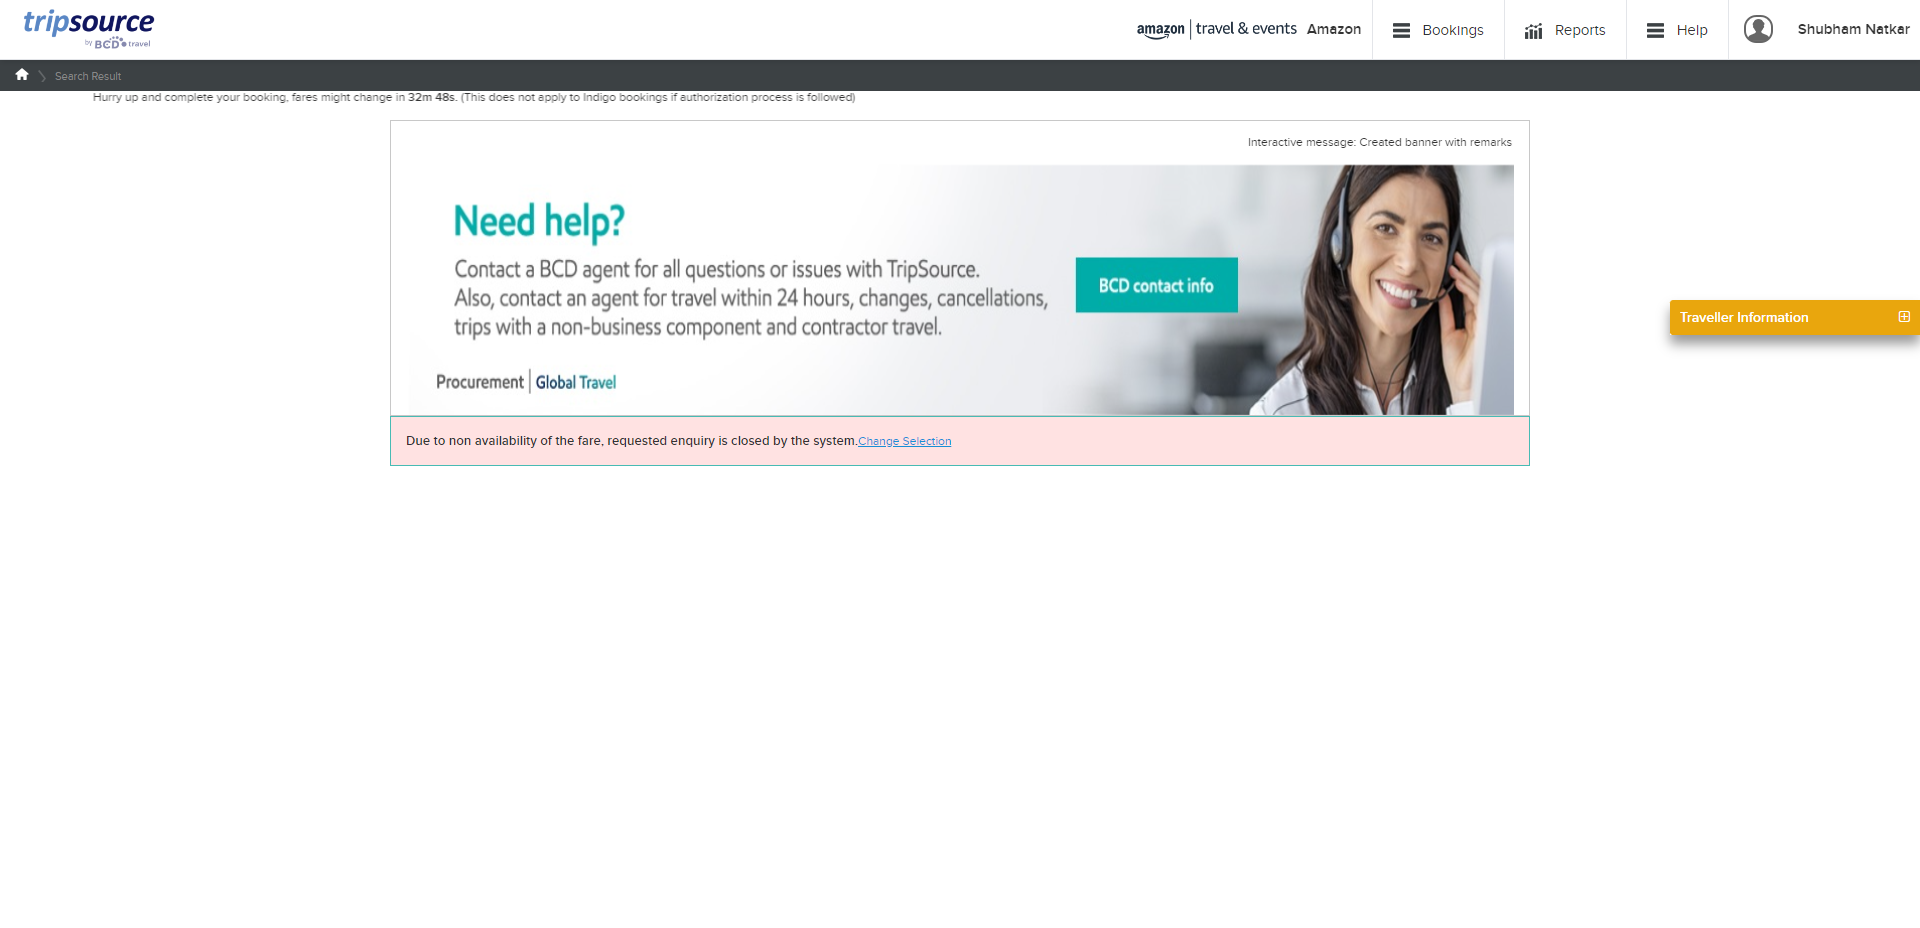 tripsource
by BCD travel
amazon | travel & events Amazon
Bookings
Reports
Help
Shubham Natkar
Search Result
Hurry up and complete your booking, fares might change in 32m 48s. (This does not apply to Indigo bookings if authorization process is followed)
Interactive message: Created banner with remarks
Need help?
Contact a BCD agent for all questions or issues with TripSource.
Also, contact an agent for travel within 24 hours, changes, cancellations,
trips with a non-business component and contractor travel.
BCD contact info
Procurement | Global Travel
Traveller Information
Due to non availability of the fare, requested enquiry is closed by the system.Change Selection